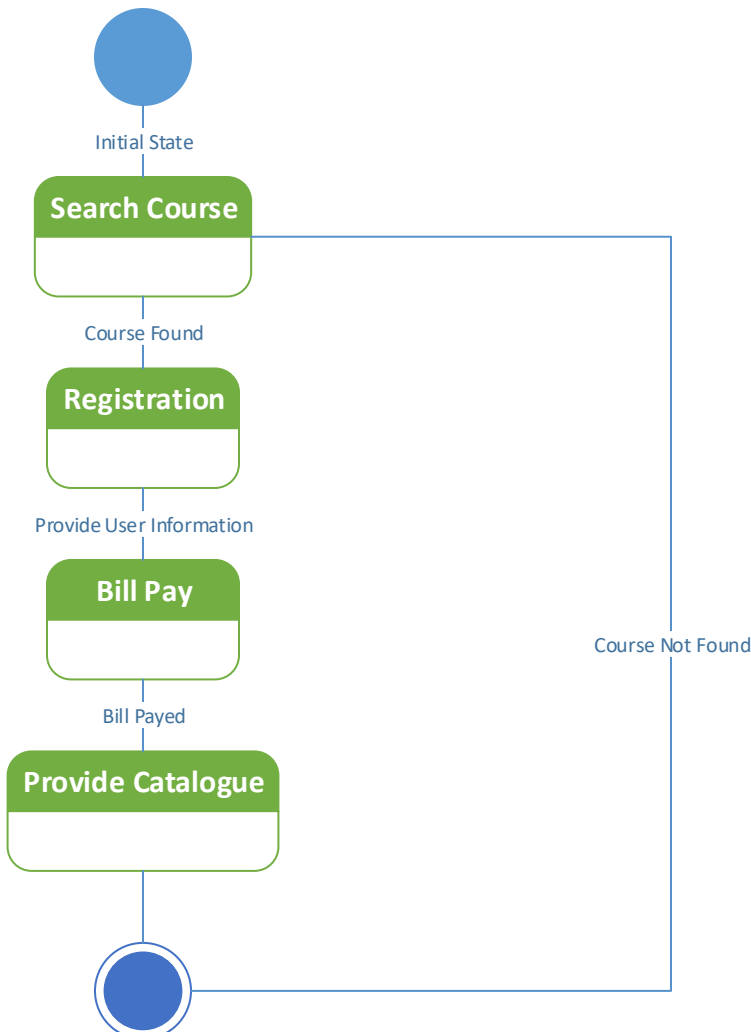 Initial State
Search Course
Course Found
Registration
Provide User Information
Bill Pay
Course Not Found
Bill Payed
Provide Catalogue